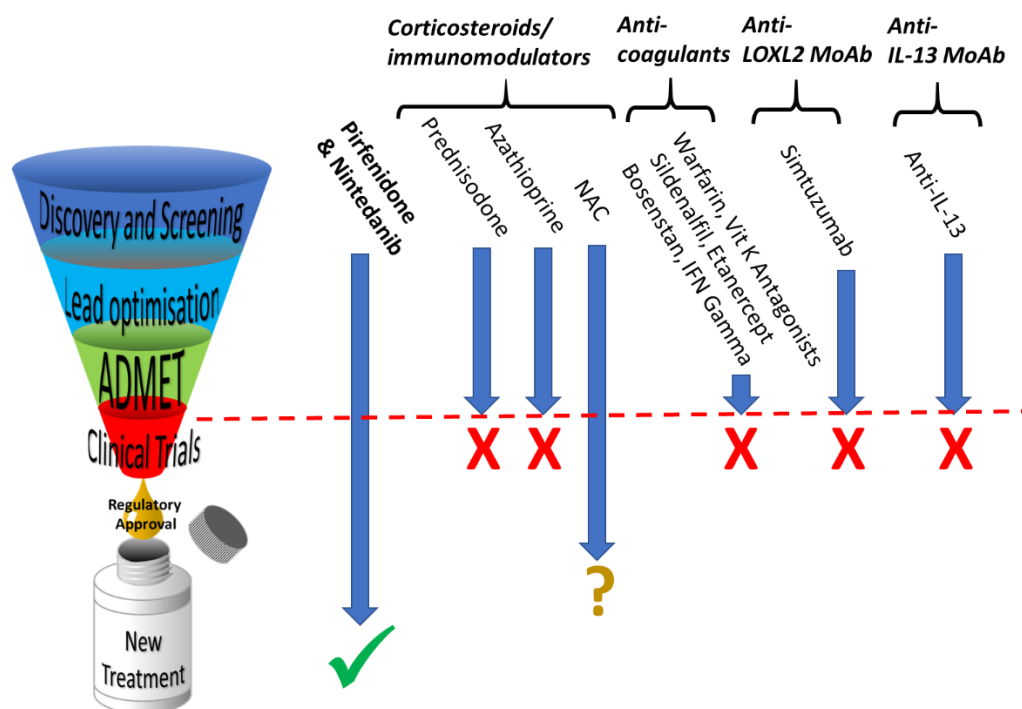 Corticosteroids/
immunomodulators
Anti-
coagulants
Anti-
LOXL2 MoAb
Anti-
IL-13 MoAb
Pirfenidone
& Nintedanib
Prednisodone
Azathioprine
NAC
Warfarin, Vit K Antagonists
Sildenalfil, Etanercept
Bosenstan, IFN Gamma
Simtuzumab
Anti-IL-13
Discovery and Screening
Lead optimisation
ADMET
Clinical Trials
X
X
X
X
X
Regulatory
Approval
?
New
Treatment